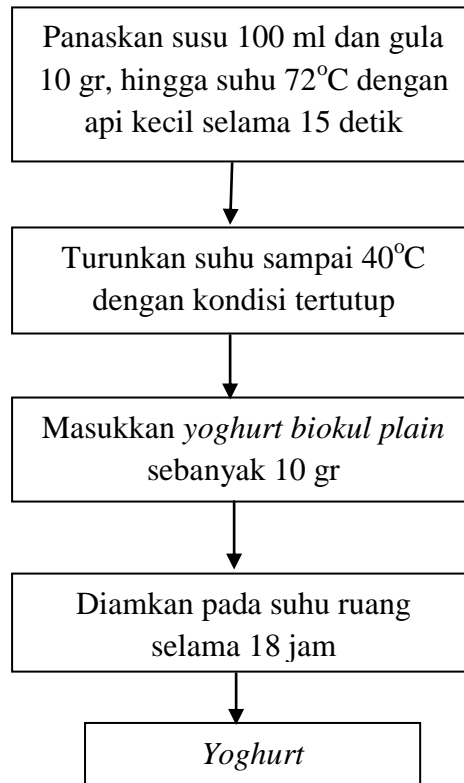 Panaskan susu 100 ml dan gula
10 gr, hingga suhu 72°C dengan
api kecil selama 15 detik
Turunkan suhu sampai 40°C
dengan kondisi tertutup
Masukkan yoghurt biokul plain
sebanyak 10 gr
Diamkan pada suhu ruang
selama 18 jam
Yoghurt